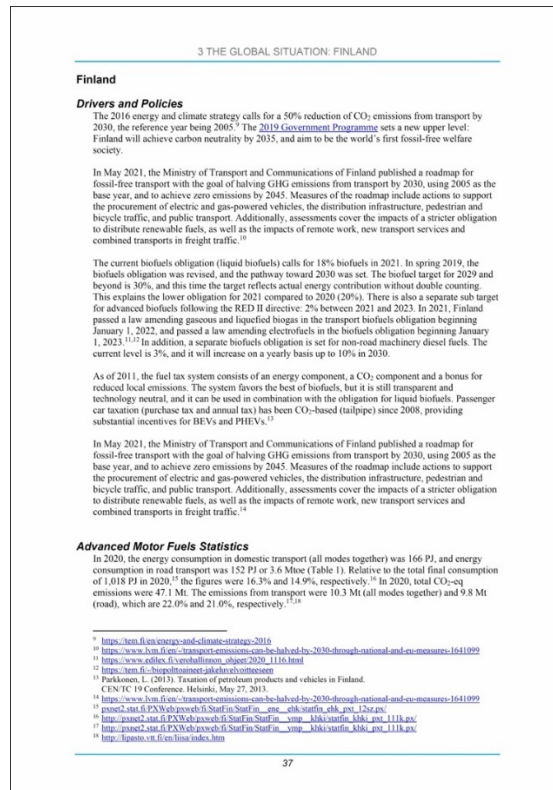 3 THE GLOBAL SITUATION: FINLAND
Finland
Drivers and Policies
The 2016 energy and climate strategy calls for a 50% reduction of CO₂ emissions from transport by
2030, the reference year being 2005.⁹ The 2019 Government Programme sets a new upper level:
Finland will achieve carbon neutrality by 2035, and aim to be the world's first fossil-free welfare
society.
In May 2021, the Ministry of Transport and Communications of Finland published a roadmap for
fossil-free transport with the goal of halving GHG emissions from transport by 2030, using 2005 as the
base year, and to achieve zero emissions by 2045. Measures of the roadmap include actions to support
the procurement of electric and gas-powered vehicles, the distribution infrastructure, pedestrian and
bicycle traffic, and public transport. Additionally, assessments cover the impacts of a stricter obligation
to distribute renewable fuels, as well as the impacts of remote work, new transport services and
combined transports in freight traffic.¹⁰
The current biofuels obligation (liquid biofuels) calls for 18% biofuels in 2021. In spring 2019, the
biofuels obligation was revised, and the pathway toward 2030 was set. The biofuel target for 2029 and
beyond is 30%, and this time the target reflects actual energy contribution without double counting.
This explains the lower obligation for 2021 compared to 2020 (20%). There is also a separate sub target
for advanced biofuels following the RED II directive: 2% between 2021 and 2023. In 2021, Finland
passed a law amending gaseous and liquefied biogas in the transport biofuels obligation beginning
January 1, 2022, and passed a law amending electrofuels in the biofuels obligation beginning January
1, 2023.¹¹,¹² In addition, a separate biofuels obligation is set for non-road machinery diesel fuels. The
current level is 3%, and it will increase on a yearly basis up to 10% in 2030.
As of 2011, the fuel tax system consists of an energy component, a CO₂ component and a bonus for
reduced local emissions. The system favors the best of biofuels, but it is still transparent and
technology neutral, and it can be used in combination with the obligation for liquid biofuels. Passenger
car taxation (purchase tax and annual tax) has been CO₂-based (tailpipe) since 2008, providing
substantial incentives for BEVs and PHEVs.¹³
In May 2021, the Ministry of Transport and Communications of Finland published a roadmap for
fossil-free transport with the goal of halving GHG emissions from transport by 2030, using 2005 as the
base year, and to achieve zero emissions by 2045. Measures of the roadmap include actions to support
the procurement of electric and gas-powered vehicles, the distribution infrastructure, pedestrian and
bicycle traffic, and public transport. Additionally, assessments cover the impacts of a stricter obligation
to distribute renewable fuels, as well as the impacts of remote work, new transport services and
combined transports in freight traffic.¹⁴
Advanced Motor Fuels Statistics
In 2020, the energy consumption in domestic transport (all modes together) was 166 PJ, and energy
consumption in road transport was 152 PJ or 3.6 Mtoe (Table 1). Relative to the total final consumption
of 1,018 PJ in 2020,¹⁵ the figures were 16.3% and 14.9%, respectively.¹⁶ In 2020, total CO₂-eq
emissions were 47.1 Mt. The emissions from transport were 10.3 Mt (all modes together) and 9.8 Mt
(road), which are 22.0% and 21.0%, respectively.¹⁷,¹⁸
⁹ https://tem.fi/en/energy-and-climate-strategy-2016
¹⁰ https://www.lvm.fi/en/-/transport-emissions-can-be-halved-by-2030-through-national-and-eu-measures-1641099
¹¹ https://www.edilex.fi/verohallinnon_ohjeet/2020_1116.html
¹² https://tem.fi/-/biopolttoaineet-jakeluvelvoitteeseen
¹³ Parkkonen, L. (2013). Taxation of petroleum products and vehicles in Finland.
CEN/TC 19 Conference. Helsinki, May 27, 2013.
¹⁴ https://www.lvm.fi/en/-/transport-emissions-can-be-halved-by-2030-through-national-and-eu-measures-1641099
¹⁵ pxnet2.stat.fi/PXWeb/pxweb/fi/StatFin/StatFin__ene__ehk/statfin_ehk_pxt_12sz.px/
¹⁶ http://pxnet2.stat.fi/PXWeb/pxweb/fi/StatFin/StatFin__ymp__khki/statfin_khki_pxt_111k.px/
¹⁷ http://pxnet2.stat.fi/PXWeb/pxweb/fi/StatFin/StatFin__ymp__khki/statfin_khki_pxt_111k.px/
¹⁸ http://lipasto.vtt.fi/en/liisa/index.htm
37